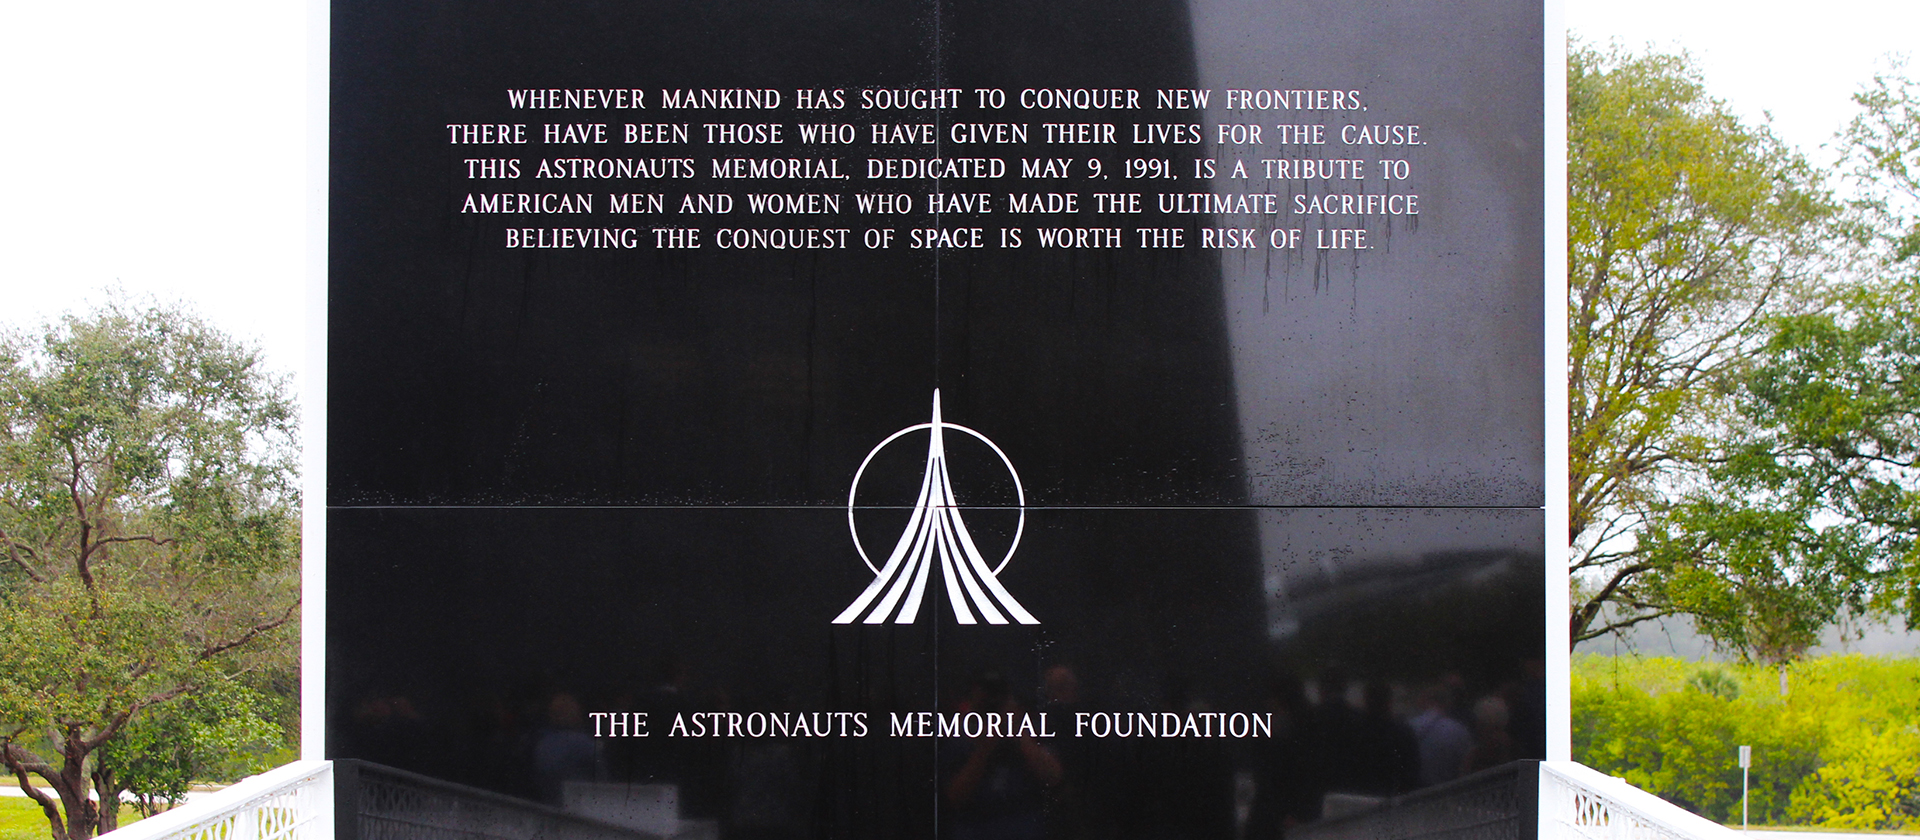 WHENEVER MANKIND HAS SOUGHT TO CONQUER NEW FRONTIERS,
THERE HAVE BEEN THOSE WHO HAVE GIVEN THEIR LIVES FOR THE CAUSE.
THIS ASTRONAUTS MEMORIAL, DEDICATED MAY 9, 1991, IS A TRIBUTE TO
AMERICAN MEN AND WOMEN WHO HAVE MADE THE ULTIMATE SACRIFICE
BELIEVING THE CONQUEST OF SPACE IS WORTH THE RISK OF LIFE.
THE ASTRONAUTS MEMORIAL FOUNDATION